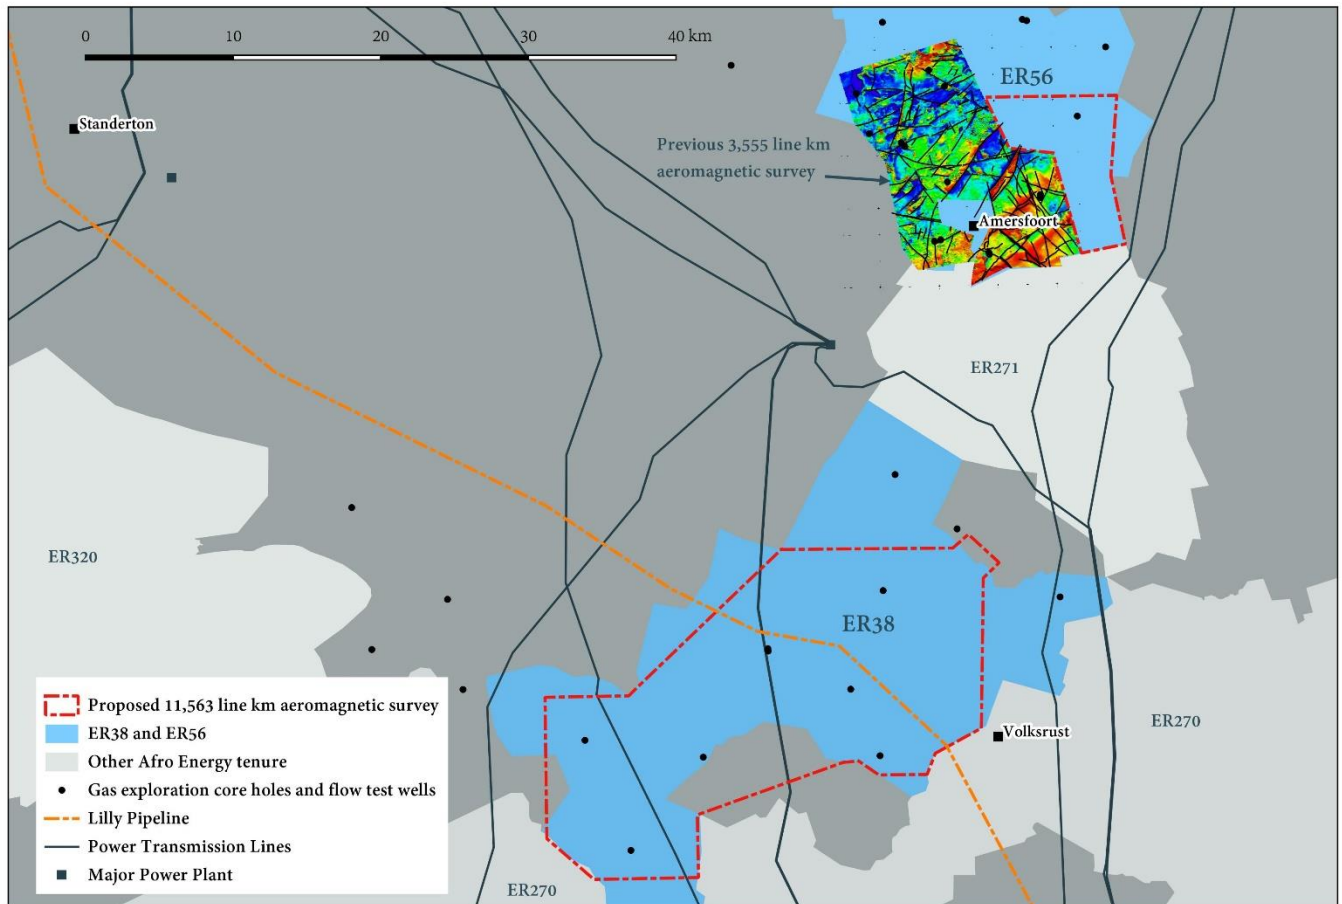 0 10 20 30 40 km
ER56
Standerton
Previous 3,555 line km
aeromagnetic survey
Amersfoort
ER271
ER320
ER38
ER270
Volksrust
Proposed 11,563 line km aeromagnetic survey
ER38 and ER56
Other Afro Energy tenure
Gas exploration core holes and flow test wells
Lilly Pipeline
Power Transmission Lines
Major Power Plant
ER270